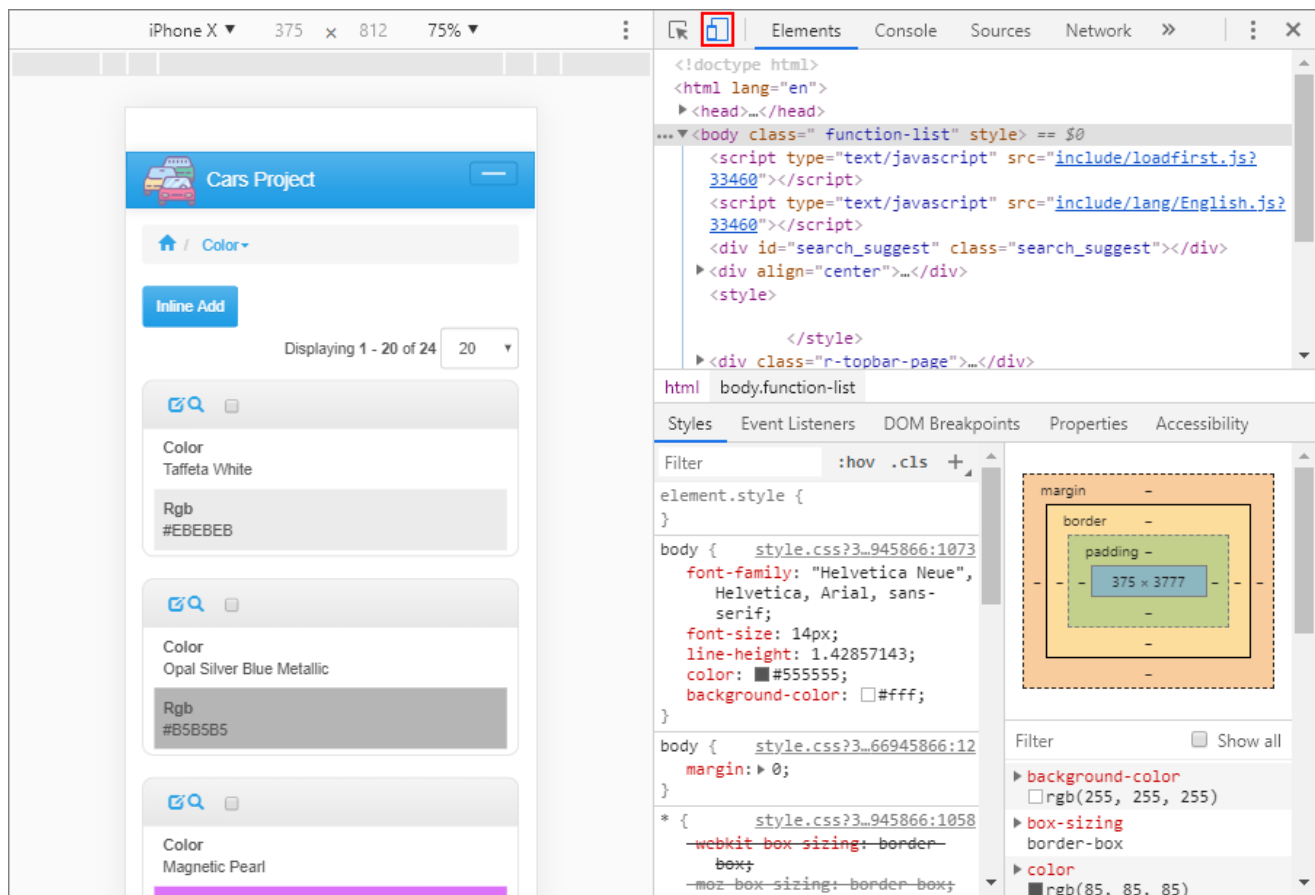 iPhone X ▼ 375 × 812 75% ▼
Cars Project
/ Color
Inline Add
Displaying 1 - 20 of 24 20
Color
Taffeta White
Rgb
#EBEBEB
Color
Opal Silver Blue Metallic
Rgb
#B5B5B5
Color
Magnetic Pearl
Elements Console Sources Network »
<!doctype html>
<html lang="en">
▶<head>…</head>
…▼<body class=" function-list" style> == $0
<script type="text/javascript" src="include/loadfirst.js?
33460"></script>
<script type="text/javascript" src="include/lang/English.js?
33460"></script>
<div id="search_suggest" class="search_suggest"></div>
▶<div align="center">…</div>
<style>
</style>
▶<div class="r-topbar-page">…</div>
html body.function-list
Styles Event Listeners DOM Breakpoints Properties Accessibility
Filter :hov .cls +
element.style {
}
body { style.css?3…945866:1073
font-family: "Helvetica Neue",
Helvetica, Arial, sans-
serif;
font-size: 14px;
line-height: 1.42857143;
color: #555555;
background-color: #fff;
}
body { style.css?3…66945866:12
margin:▶ 0;
}
* { style.css?3…945866:1058
-webkit-box-sizing: border-
box;
-moz-box-sizing: border-box;
margin –
border –
padding –
– – – 375 × 3777 – – –
–
–
–
Filter Show all
▶background-color
rgb(255, 255, 255)
▶box-sizing
border-box
▶color
rgb(85, 85, 85)